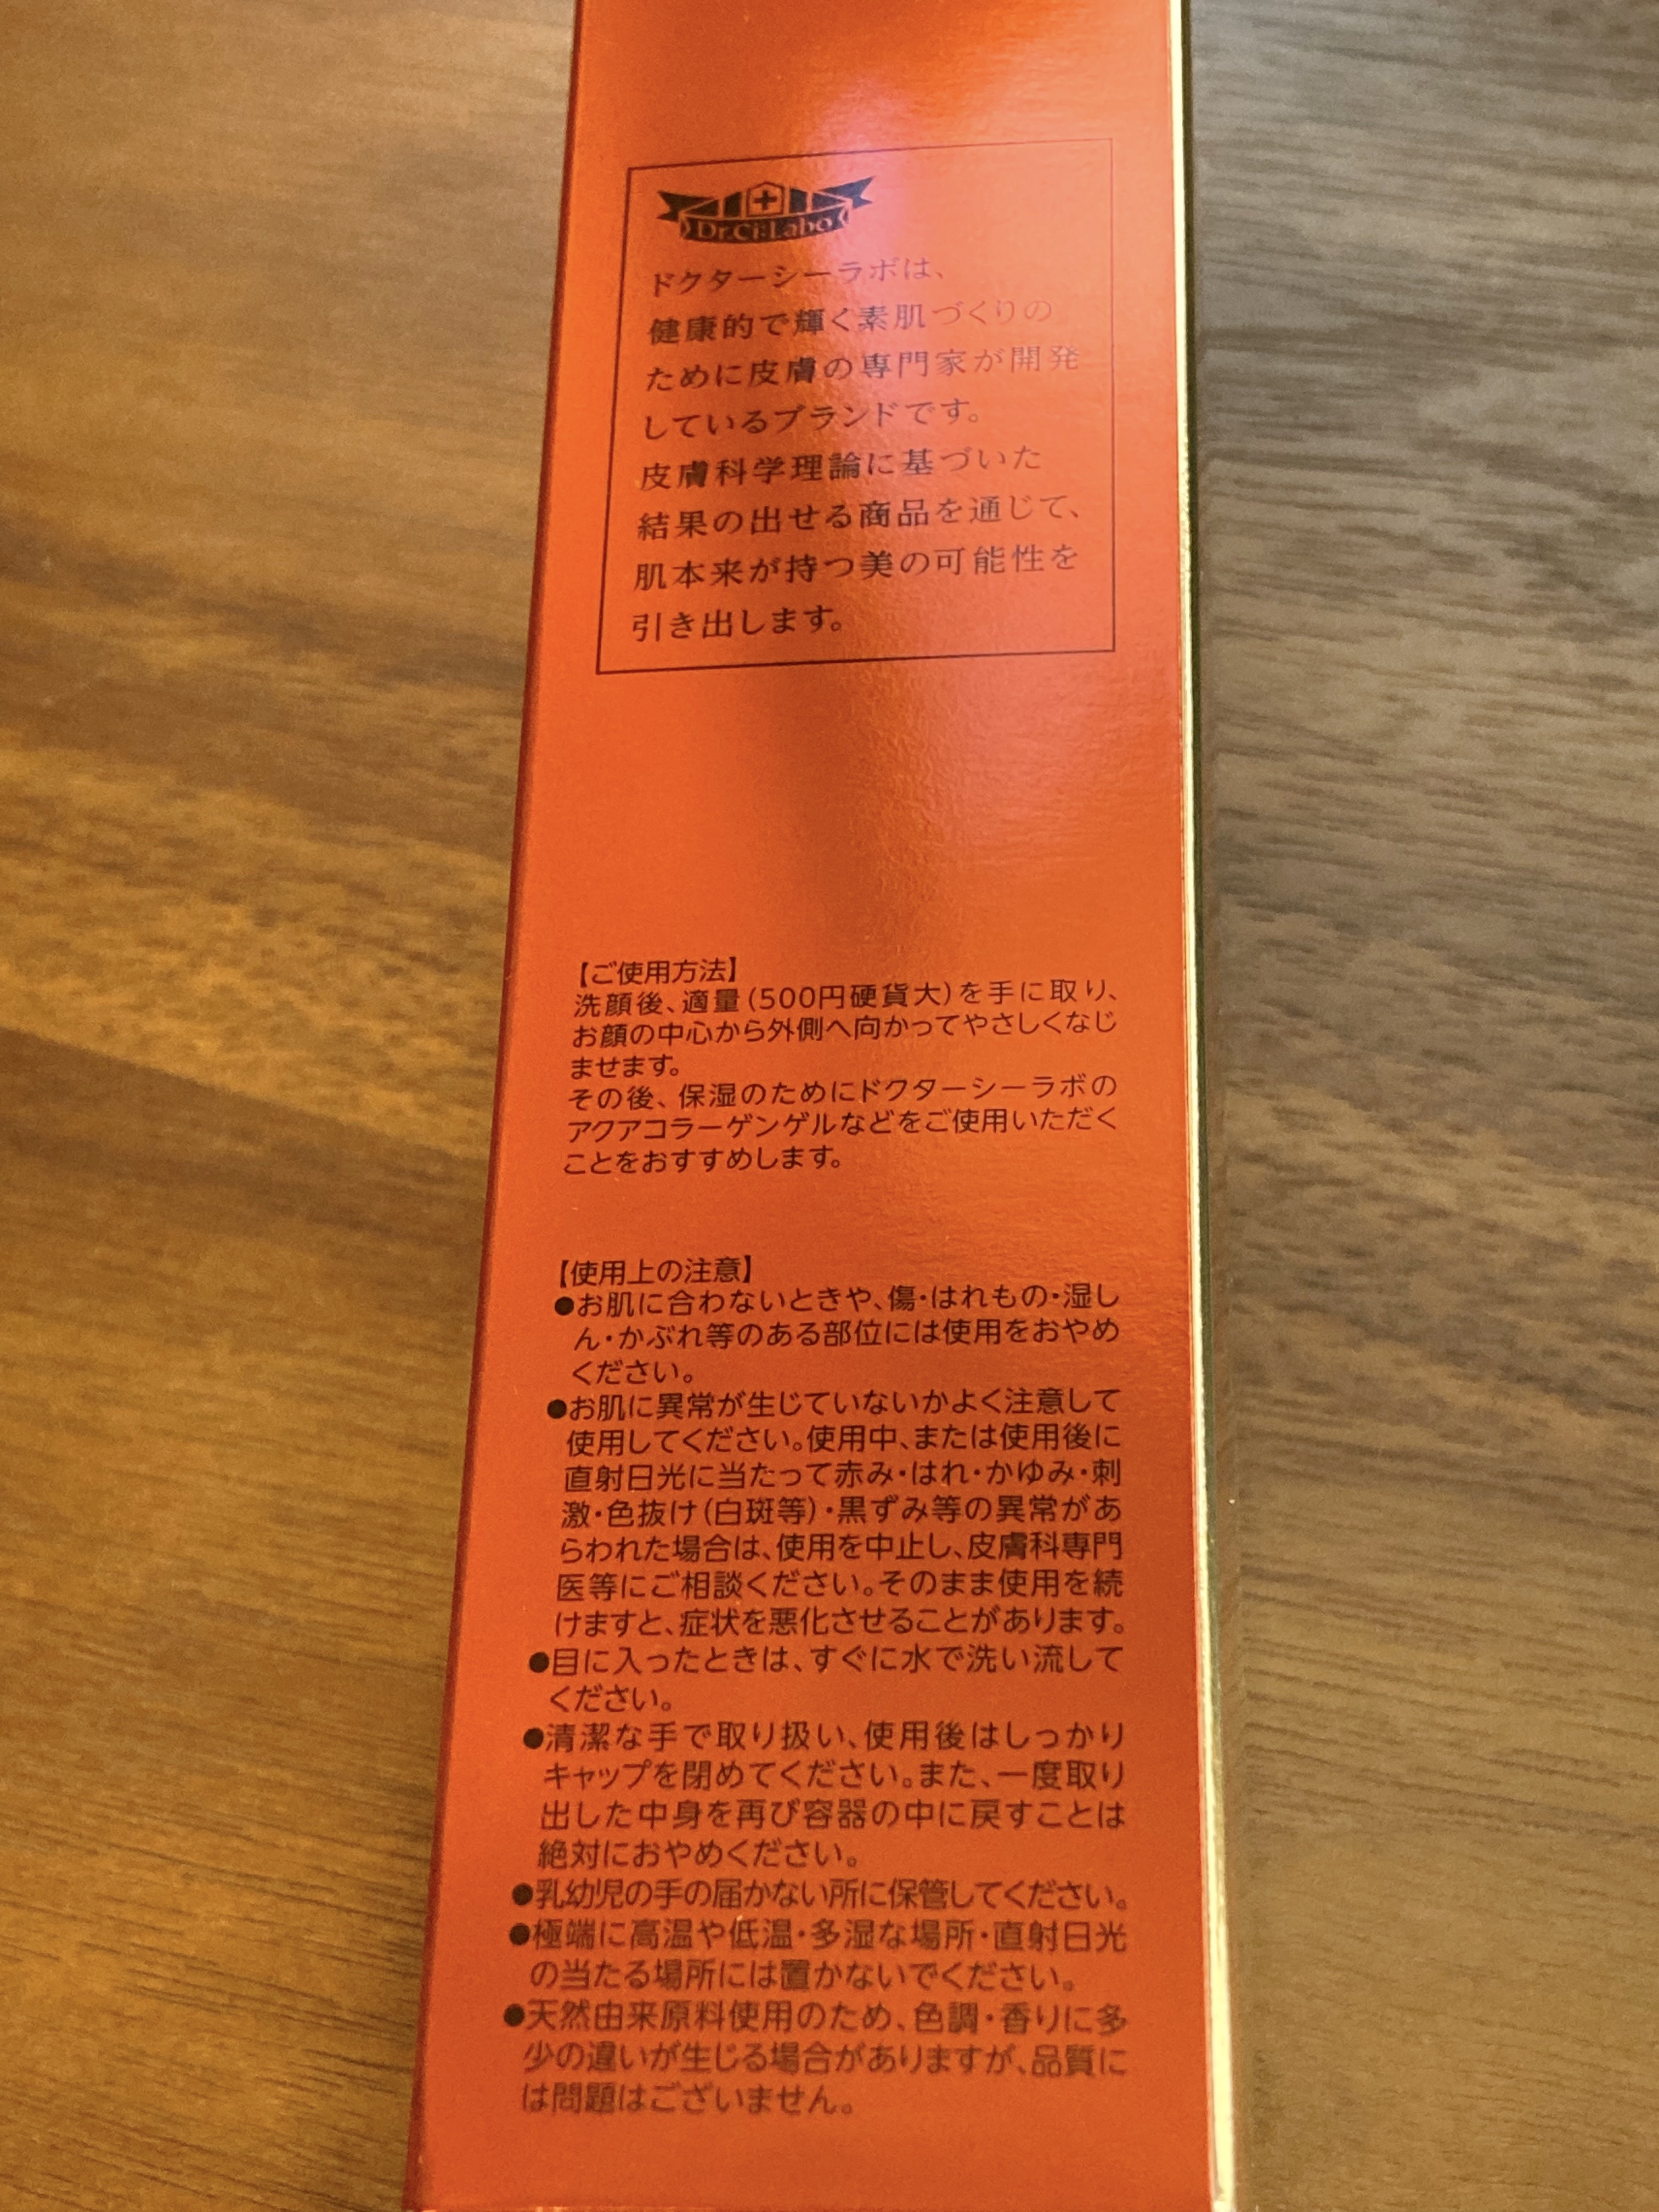 Dr.Ci:Labo
ドクターシーラボは、
健康的で輝く素肌づくりの
ために皮膚の専門家が開発
しているブランドです。
皮膚科学理論に基づいた
結果の出せる商品を通じて、
肌本来が持つ美の可能性を
引き出します。
【ご使用方法】
洗顔後、適量(500円硬貨大)を手に取り、
お顔の中心から外側へ向かってやさしくなじ
ませます。
その後、保湿のためにドクターシーラボの
アクアコラーゲンゲルなどをご使用いただく
ことをおすすめします。
【使用上の注意】
●お肌に合わないときや、傷・はれもの・湿し
ん・かぶれ等のある部位には使用をおやめ
ください。
●お肌に異常が生じていないかよく注意して
使用してください。使用中、または使用後に
直射日光に当たって赤み・はれ・かゆみ・刺
激・色抜け(白斑等)・黒ずみ等の異常があ
らわれた場合は、使用を中止し、皮膚科専門
医等にご相談ください。そのまま使用を続
けますと、症状を悪化させることがあります。
●目に入ったときは、すぐに水で洗い流して
ください。
●清潔な手で取り扱い、使用後はしっかり
キャップを閉めてください。また、一度取り
出した中身を再び容器の中に戻すことは
絶対におやめください。
●乳幼児の手の届かない所に保管してください。
●極端に高温や低温・多湿な場所・直射日光
の当たる場所には置かないでください。
●天然由来原料使用のため、色調・香りに多
少の違いが生じる場合がありますが、品質に
は問題はございません。